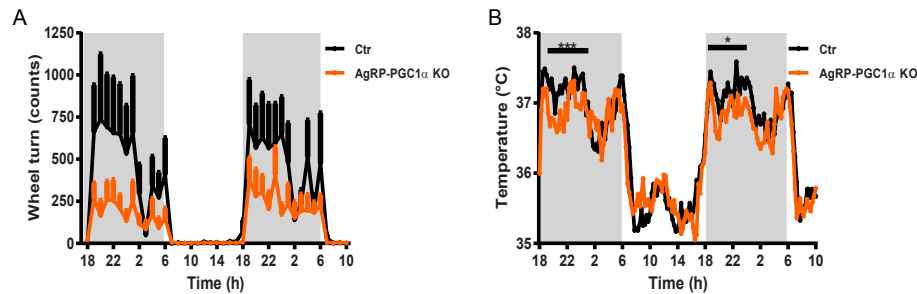 A
Wheel turn (counts)
1250
1000
750
500
250
0
18 22 2 6 10 14 18 22 2 6 10
Time (h)
Ctr
AgRP-PGC1α KO
B
Temperature (°C)
38
37
36
35
*** *
18 22 2 6 10 14 18 22 2 6 10
Time (h)
Ctr
AgRP-PGC1α KO